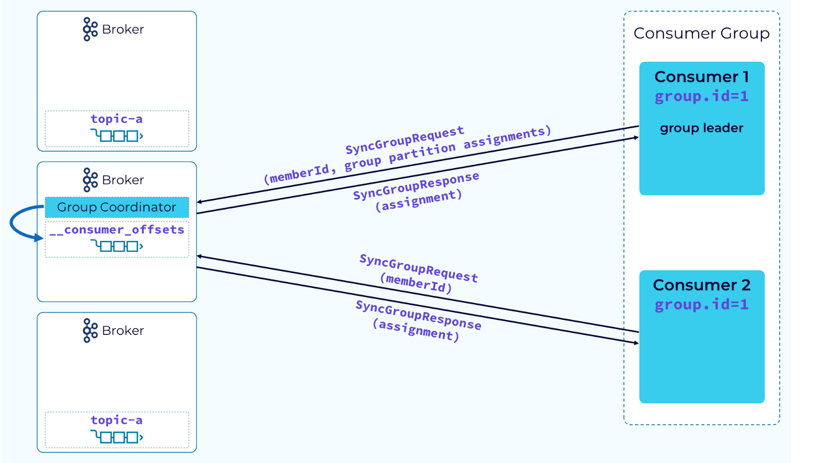 Broker
topic-a
Broker
Group Coordinator
__consumer_offsets
Broker
topic-a
SyncGroupRequest
(memberId, group partition assignments)
SyncGroupResponse
(assignment)
SyncGroupRequest
(memberId)
SyncGroupResponse
(assignment)
Consumer Group
Consumer 1
group.id=1
group leader
Consumer 2
group.id=1